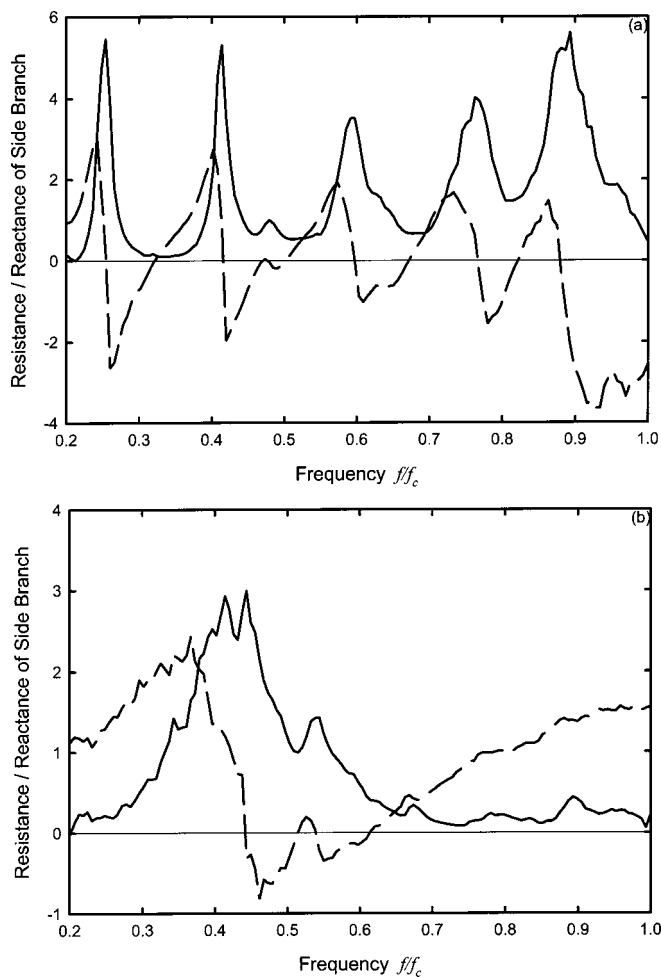 (a)
Resistance / Reactance of Side Branch
6
4
2
0
-2
-4
0.2 0.3 0.4 0.5 0.6 0.7 0.8 0.9 1.0
Frequency f/fc
(b)
Resistance / Reactance of Side Branch
4
3
2
1
0
-1
0.2 0.3 0.4 0.5 0.6 0.7 0.8 0.9 1.0
Frequency f/fc